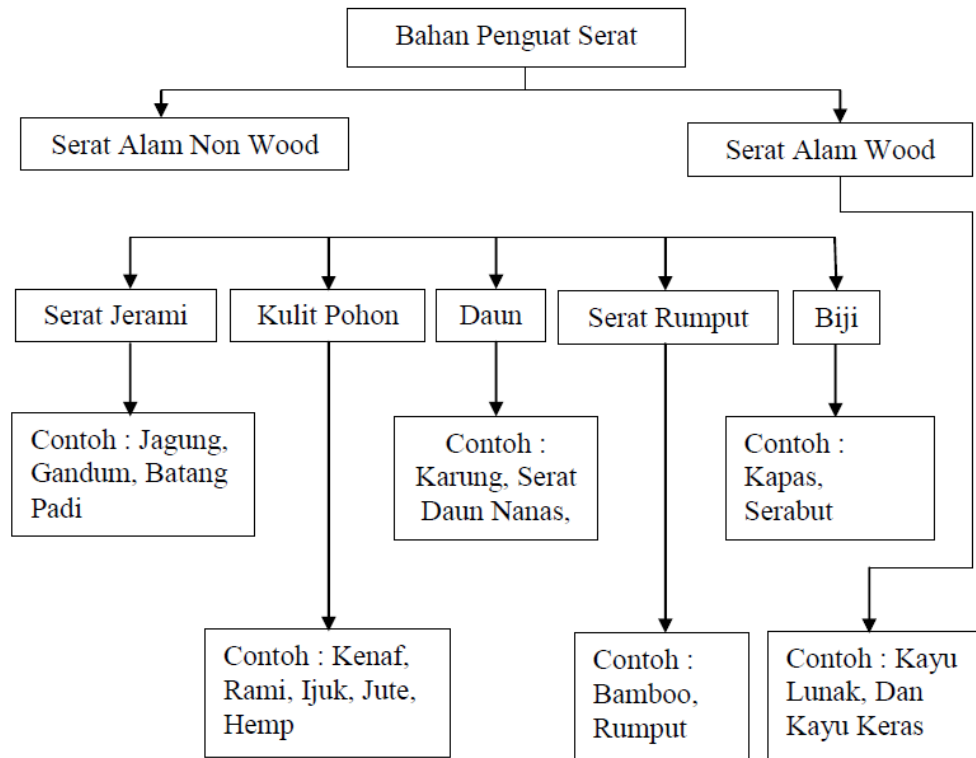 Bahan Penguat Serat
Serat Alam Non Wood
Serat Alam Wood
Serat Jerami
Kulit Pohon
Daun
Serat Rumput
Biji
Contoh : Jagung,
Gandum, Batang
Padi
Contoh :
Karung, Serat
Daun Nanas,
Contoh :
Kapas,
Serabut
Contoh : Kenaf,
Rami, Ijuk, Jute,
Hemp
Contoh :
Bamboo,
Rumput
Contoh : Kayu
Lunak, Dan
Kayu Keras